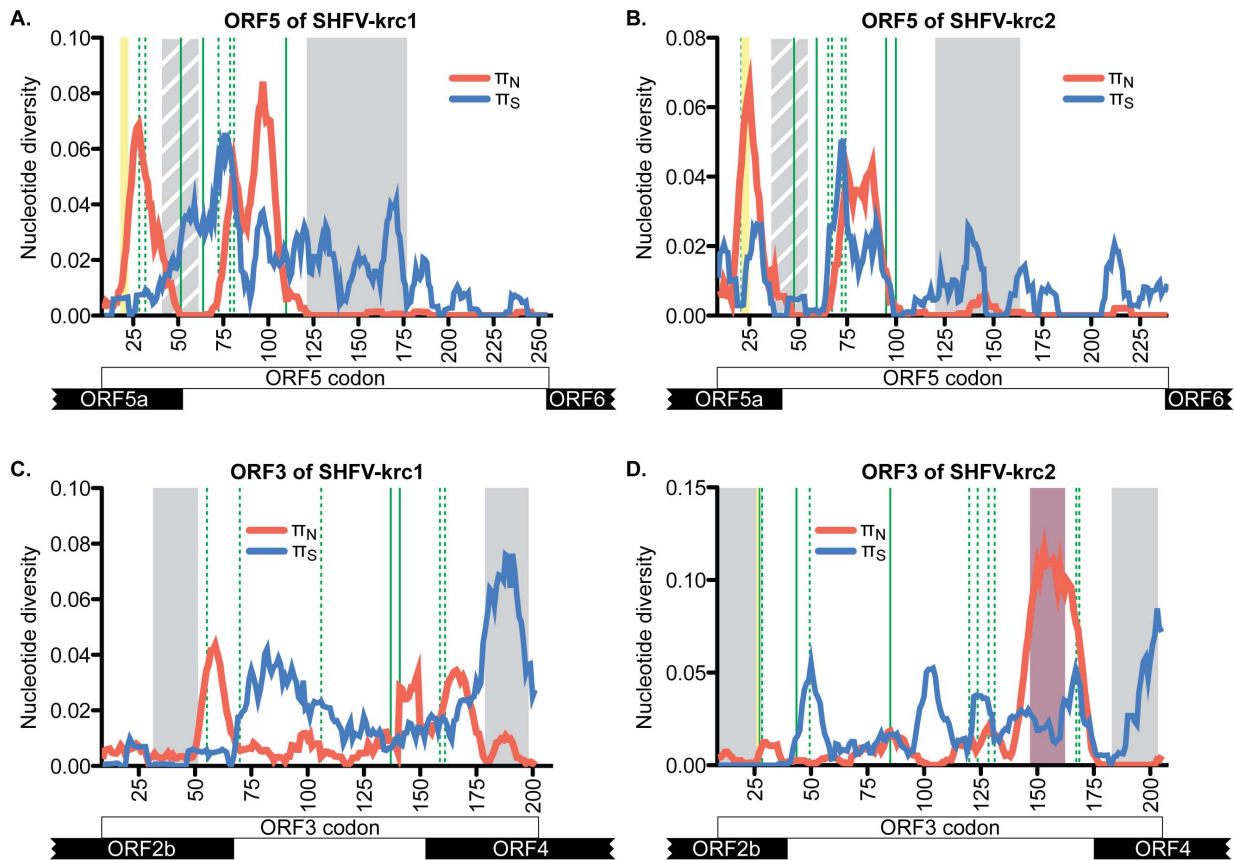 A.
ORF5 of SHFV-krc1
Nucleotide diversity
0.10
0.08
0.06
0.04
0.02
0.00
πN
πS
25
50
75
100
125
150
175
200
225
250
ORF5 codon
ORF5a
ORF6
B.
ORF5 of SHFV-krc2
Nucleotide diversity
0.08
0.06
0.04
0.02
0.00
πN
πS
25
50
75
100
125
150
175
200
225
ORF5 codon
ORF5a
ORF6
C.
ORF3 of SHFV-krc1
Nucleotide diversity
0.10
0.08
0.06
0.04
0.02
0.00
πN
πS
25
50
75
100
125
150
175
200
ORF3 codon
ORF2b
ORF4
D.
ORF3 of SHFV-krc2
Nucleotide diversity
0.15
0.10
0.05
0.00
πN
πS
25
50
75
100
125
150
175
200
ORF3 codon
ORF2b
ORF4